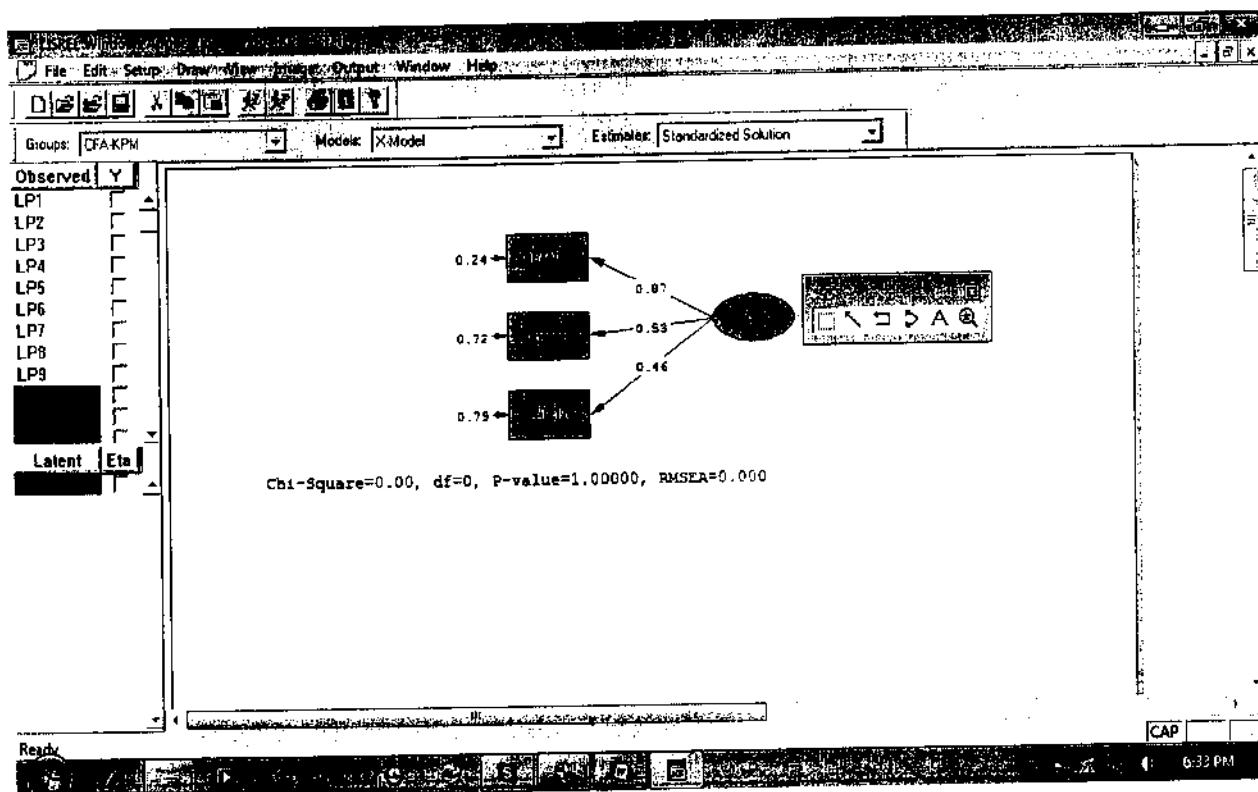 File Edit Setup Draw View Image Output Window Help
Groups: CFA-KPM Models: X-Model Estimates: Standardized Solution
Observed Y
LP1
LP2
LP3
LP4
LP5
LP6
LP7
LP8
LP9
Latent Eta
0.24
0.87
0.72
0.53
0.46
0.79
Chi-Square=0.00, df=0, P-value=1.00000, RMSEA=0.000
Ready
CAP
6:33 PM